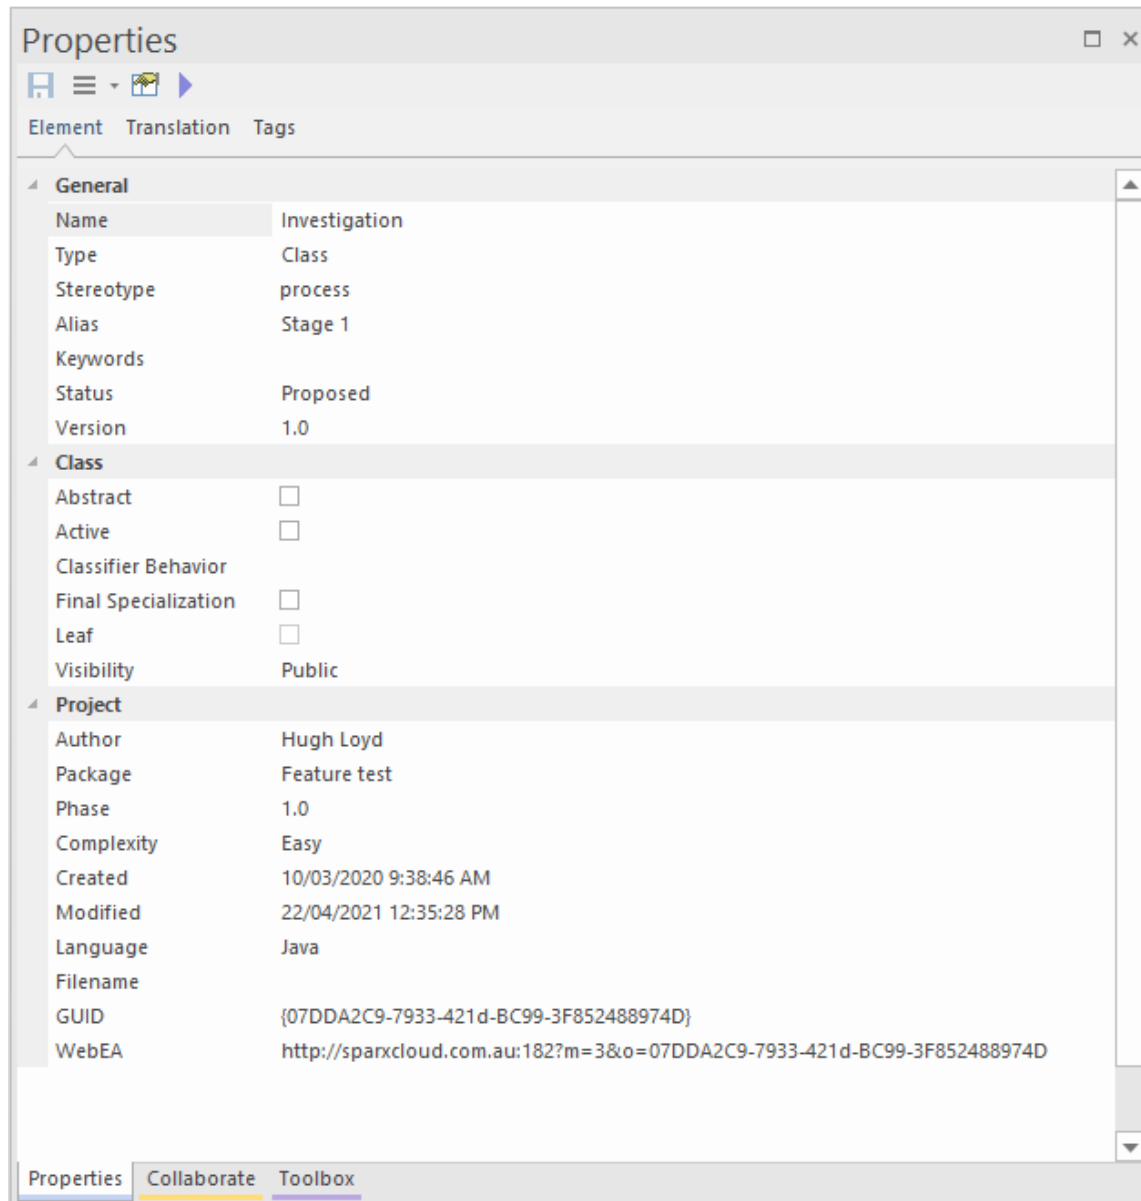 Properties
Element Translation Tags
General
Name Investigation
Type Class
Stereotype process
Alias Stage 1
Keywords
Status Proposed
Version 1.0
Class
Abstract
Active
Classifier Behavior
Final Specialization
Leaf
Visibility Public
Project
Author Hugh Loyd
Package Feature test
Phase 1.0
Complexity Easy
Created 10/03/2020 9:38:46 AM
Modified 22/04/2021 12:35:28 PM
Language Java
Filename
GUID {07DDA2C9-7933-421d-BC99-3F852488974D}
WebEA http://sparxcloud.com.au:182?m=3&o=07DDA2C9-7933-421d-BC99-3F852488974D
Properties Collaborate Toolbox